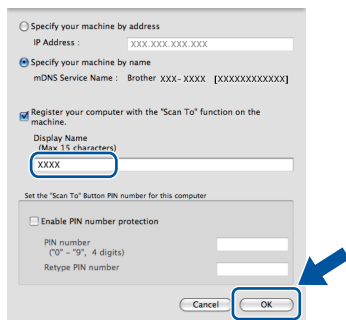 Specify your machine by address
IP Address : XXX.XXX.XXX.XXX
Specify your machine by name
mDNS Service Name : Brother XXX-XXXX [XXXXXXXXXXXX]
Register your computer with the "Scan To" function on the
machine.
Display Name
(Max 15 characters)
XXXX
Set the "Scan To" Button PIN number for this computer
Enable PIN number protection
PIN number
("0" – "9", 4 digits)
Retype PIN number
Cancel OK